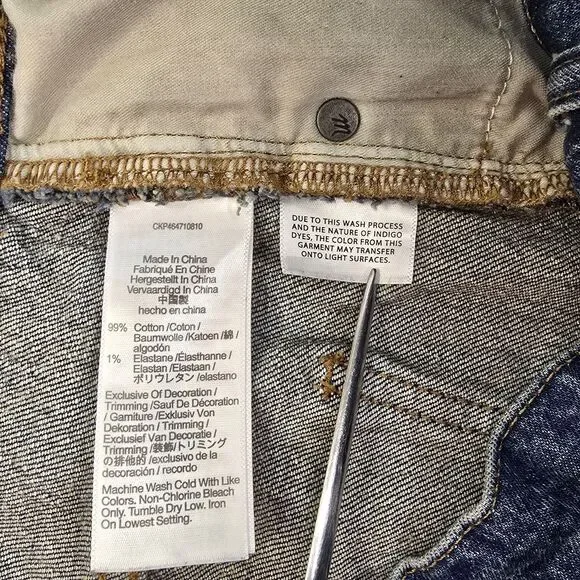 CKP464710810
Made In China
Fabriqué En Chine
Hergestellt In China
Vervaardigd In China
中国製
hecho en china
99% Cotton /Coton /
Baumwolle /Katoen /綿 /
algodón
1% Elastane /Élasthanne /
Elastan /Elastaan /
ポリウレタン /elastano
Exclusive Of Decoration /
Trimming /Sauf De Décoration
/ Garniture /Exklusiv Von
Dekoration / Trimming /
Exclusief Van Decoratie /
Trimming /装飾/トリミング
の排他的 /exclusivo de la
decoración / recordo
Machine Wash Cold With Like
Colors. Non-Chlorine Bleach
Only. Tumble Dry Low. Iron
On Lowest Setting.
DUE TO THIS WASH PROCESS
AND THE NATURE OF INDIGO
DYES, THE COLOR FROM THIS
GARMENT MAY TRANSFER
ONTO LIGHT SURFACES.
M